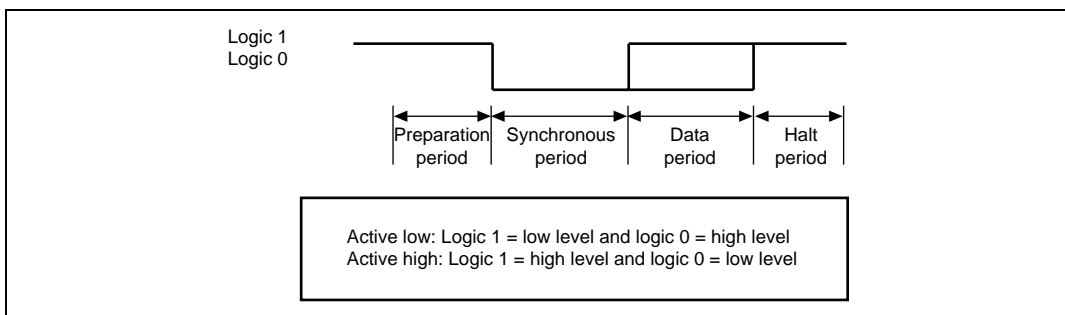 Logic 1
Logic 0
Preparation period
Synchronous period
Data period
Halt period
Active low: Logic 1 = low level and logic 0 = high level
Active high: Logic 1 = high level and logic 0 = low level